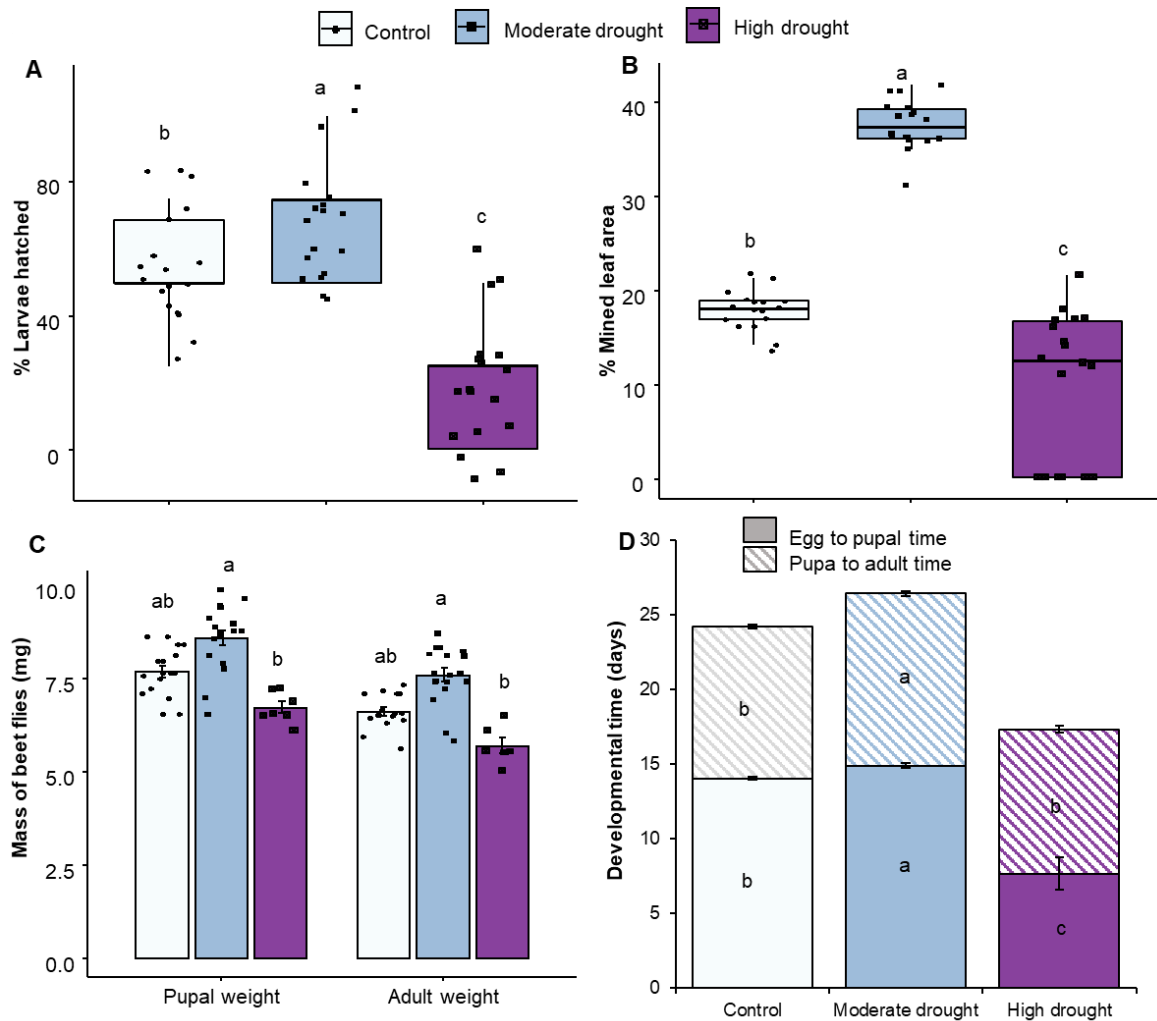 Control Moderate drought High drought
A
b
a
c
% Larvae hatched
80
40
0
B
b
a
c
% Mined leaf area
40
20
20
0
C
ab
a
b
ab
a
b
Mass of beet flies (mg)
10.0
7.5
5.0
2.5
0.0
Pupal weight Adult weight
D
Egg to pupal time
Pupa to adult time
Developmental time (days)
30
25
20
15
10
5
0
b
a
b
b
a
c
Control Moderate drought High drought